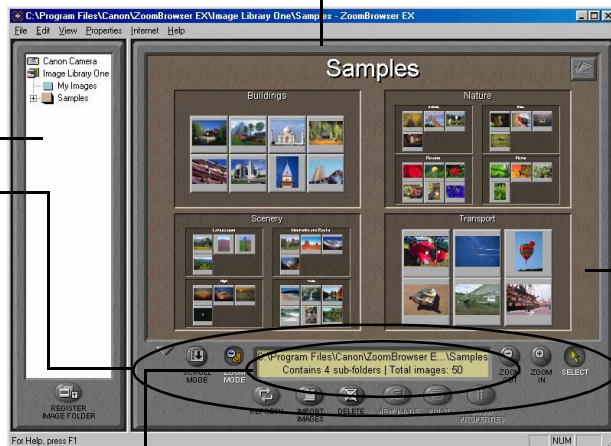 C:\Program Files\Canon\ZoomBrowser EX\Image Library One\Samples - ZoomBrowser EX
File Edit View Properties Internet Help
Canon Camera
Image Library One
My Images
Samples
Samples
Buildings
Nature
Scenery
Transport
SCROLL MODE
ZOOM MODE
C:\Program Files\Canon\ZoomBrowser E...\Samples
Contains 4 sub-folders | Total images: 50
ZOOM OUT
ZOOM IN
SELECT
REGISTER
IMAGE FOLDER
REFRESH
IMPORT
IMAGES
DELETE
VIEW IMAGE
PRINT
SHOW
PROPERTIES
For Help, press F1
NUM